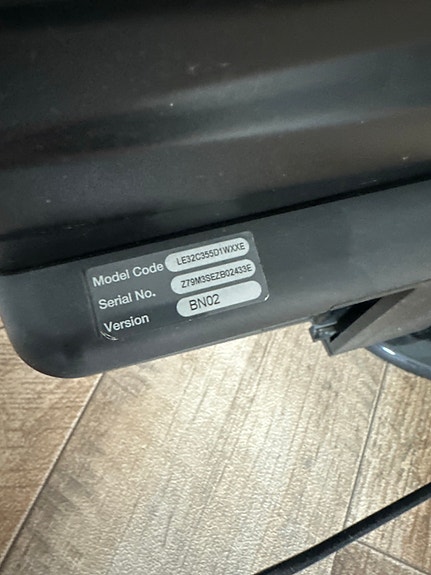 Model Code LE32C355D1WXXE
Serial No. Z79M3SEZB02433E
Version BN02